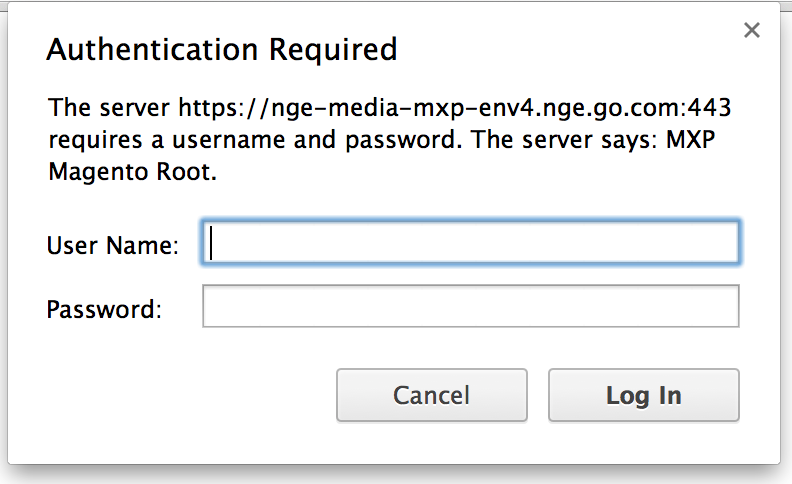 Authentication Required
The server https://nge-media-mxp-env4.nge.go.com:443
requires a username and password. The server says: MXP
Magento Root.
User Name:
Password:
Cancel Log In